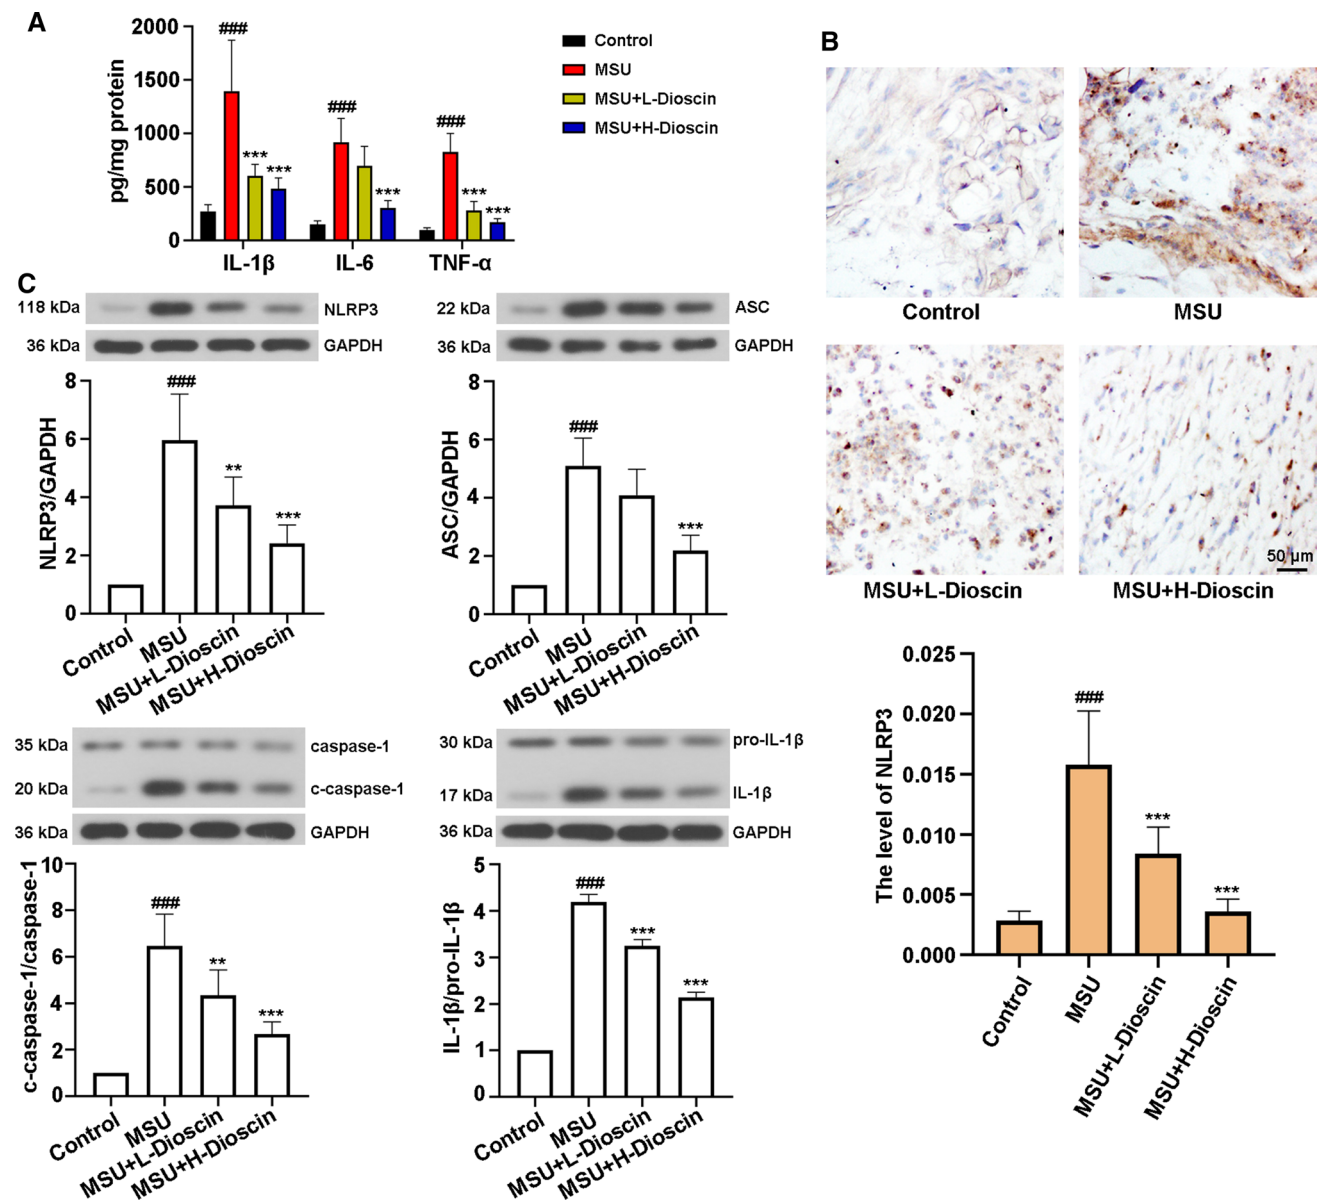 A
2000
1500
1000
500
0
pg/mg protein
###
***
***
###
***
###
***
***
IL-1β
IL-6
TNF-α
Control
MSU
MSU+L-Dioscin
MSU+H-Dioscin
B
Control
MSU
MSU+L-Dioscin
MSU+H-Dioscin
50 μm
0.025
0.020
0.015
0.010
0.005
0.000
The level of NLRP3
###
***
***
Control
MSU
MSU+L-Dioscin
MSU+H-Dioscin
C
118 kDa
NLRP3
36 kDa
GAPDH
8
6
4
2
0
NLRP3/GAPDH
###
**
***
Control
MSU
MSU+L-Dioscin
MSU+H-Dioscin
22 kDa
ASC
36 kDa
GAPDH
8
6
4
2
0
ASC/GAPDH
###
***
Control
MSU
MSU+L-Dioscin
MSU+H-Dioscin
35 kDa
caspase-1
20 kDa
c-caspase-1
36 kDa
GAPDH
10
8
6
4
2
0
c-caspase-1/caspase-1
###
**
***
Control
MSU
MSU+L-Dioscin
MSU+H-Dioscin
30 kDa
pro-IL-1β
17 kDa
IL-1β
36 kDa
GAPDH
5
4
3
2
1
0
IL-1β/pro-IL-1β
###
***
***
Control
MSU
MSU+L-Dioscin
MSU+H-Dioscin